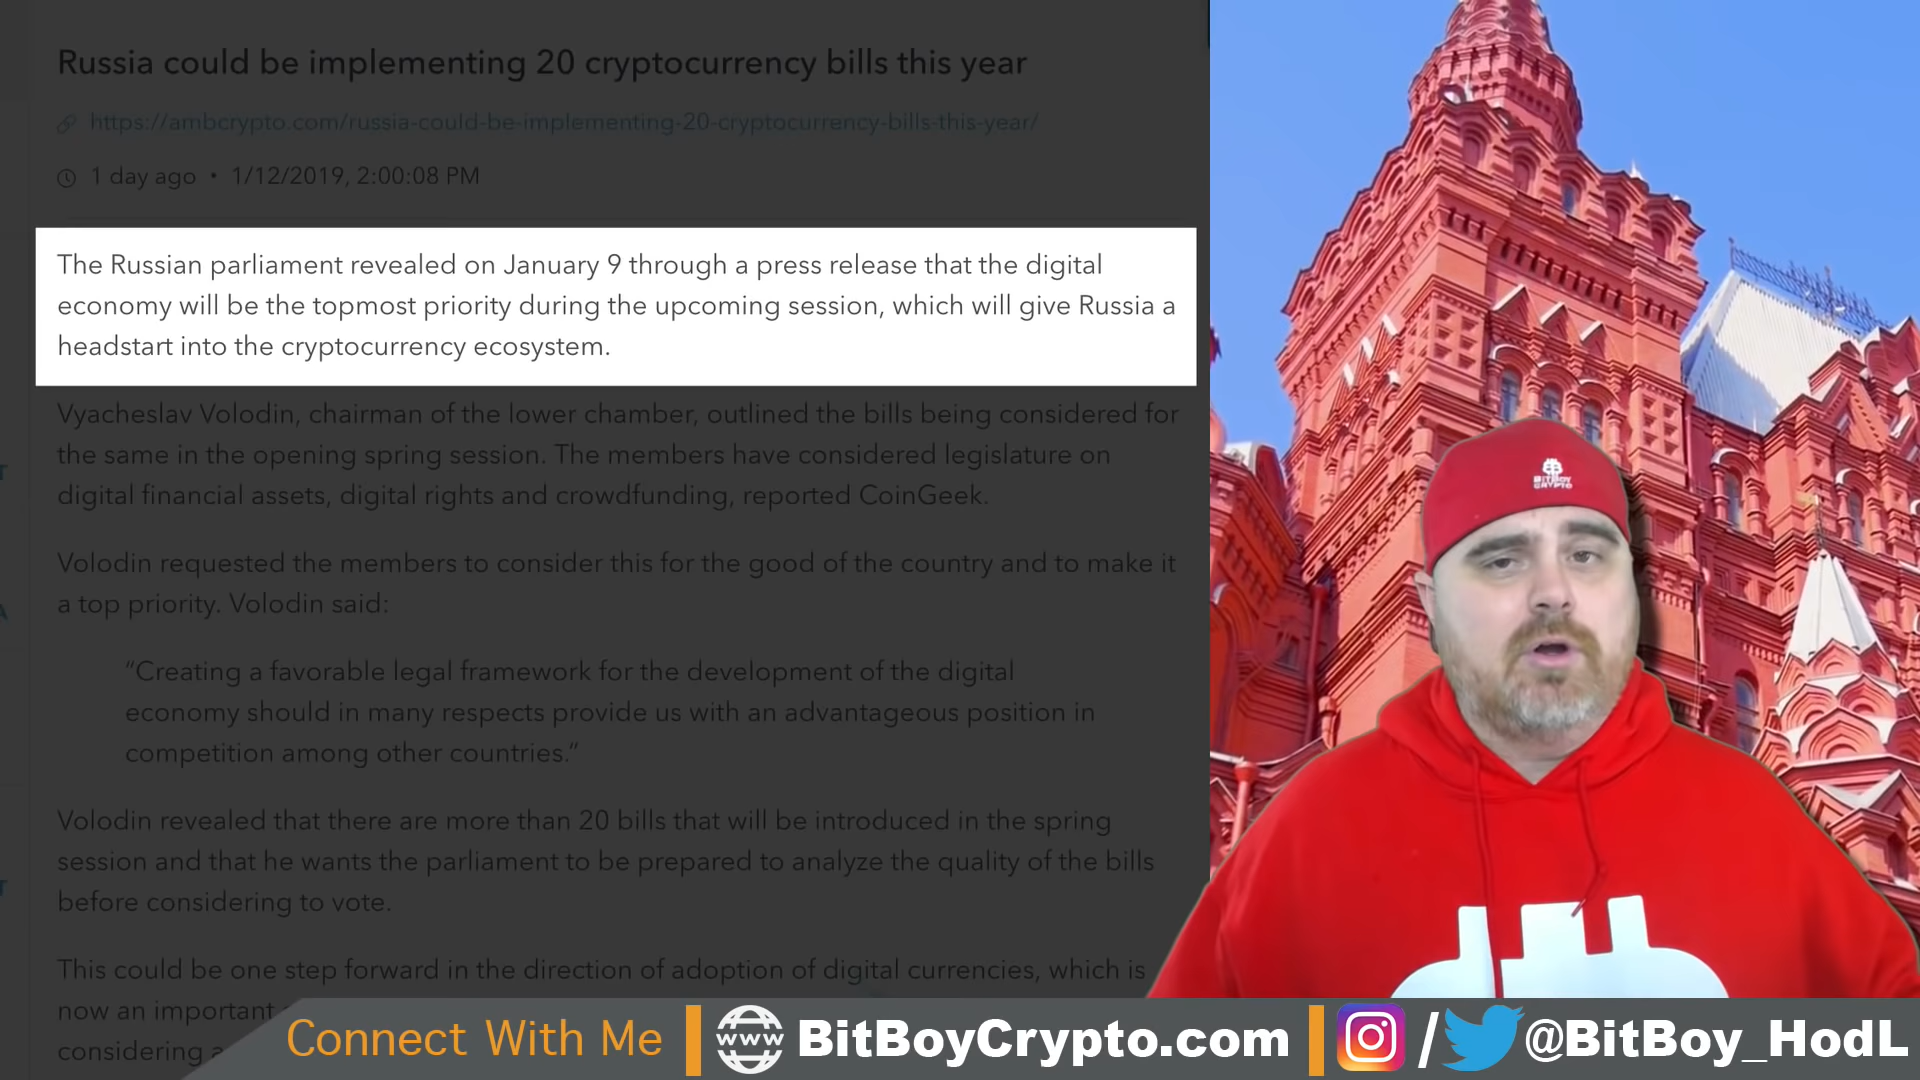 Russia could be implementing 20 cryptocurrency bills this year
https://ambcrypto.com/russia-could-be-implementing-20-cryptocurrency-bills-this-year/
1 day ago • 1/12/2019, 2:00:08 PM
The Russian parliament revealed on January 9 through a press release that the digital
economy will be the topmost priority during the upcoming session, which will give Russia a
headstart into the cryptocurrency ecosystem.
Vyacheslav Volodin, chairman of the lower chamber, outlined the bills being considered for
the same in the opening spring session. The members have considered legislature on
digital financial assets, digital rights and crowdfunding, reported CoinGeek.
Volodin requested the members to consider this for the good of the country and to make it
a top priority. Volodin said:
“Creating a favorable legal framework for the development of the digital
economy should in many respects provide us with an advantageous position in
competition among other countries.”
Volodin revealed that there are more than 20 bills that will be introduced in the spring
session and that he wants the parliament to be prepared to analyze the quality of the bills
before considering to vote.
This could be one step forward in the direction of adoption of digital currencies, which is
now an important
considering a
BITBOY
CRYPTO
Connect With Me
www
BitBoyCrypto.com
/
@BitBoy_HodL